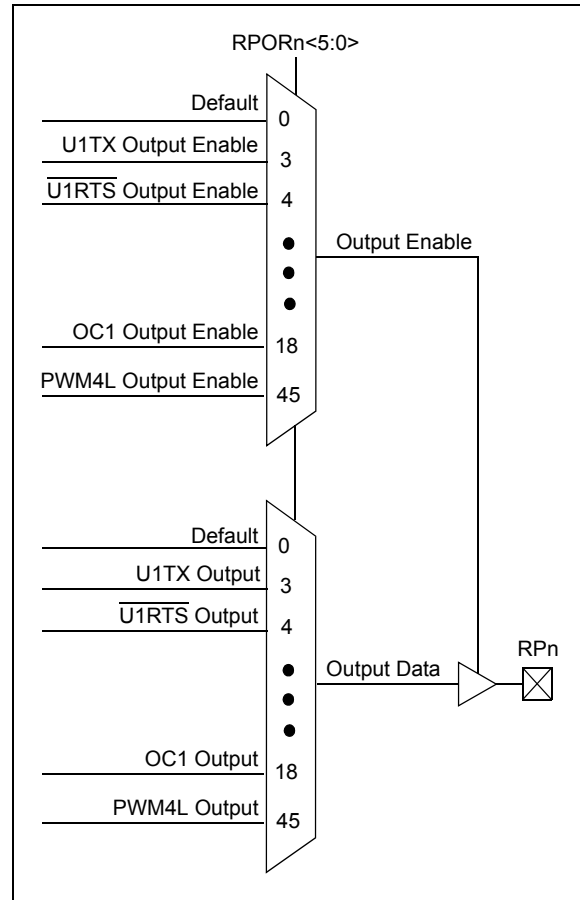 RPORn<5:0>
Default
0
U1TX Output Enable
3
U1RTS Output Enable
4
Output Enable
OC1 Output Enable
18
PWM4L Output Enable
45
Default
0
U1TX Output
3
U1RTS Output
4
RPn
Output Data
OC1 Output
18
PWM4L Output
45